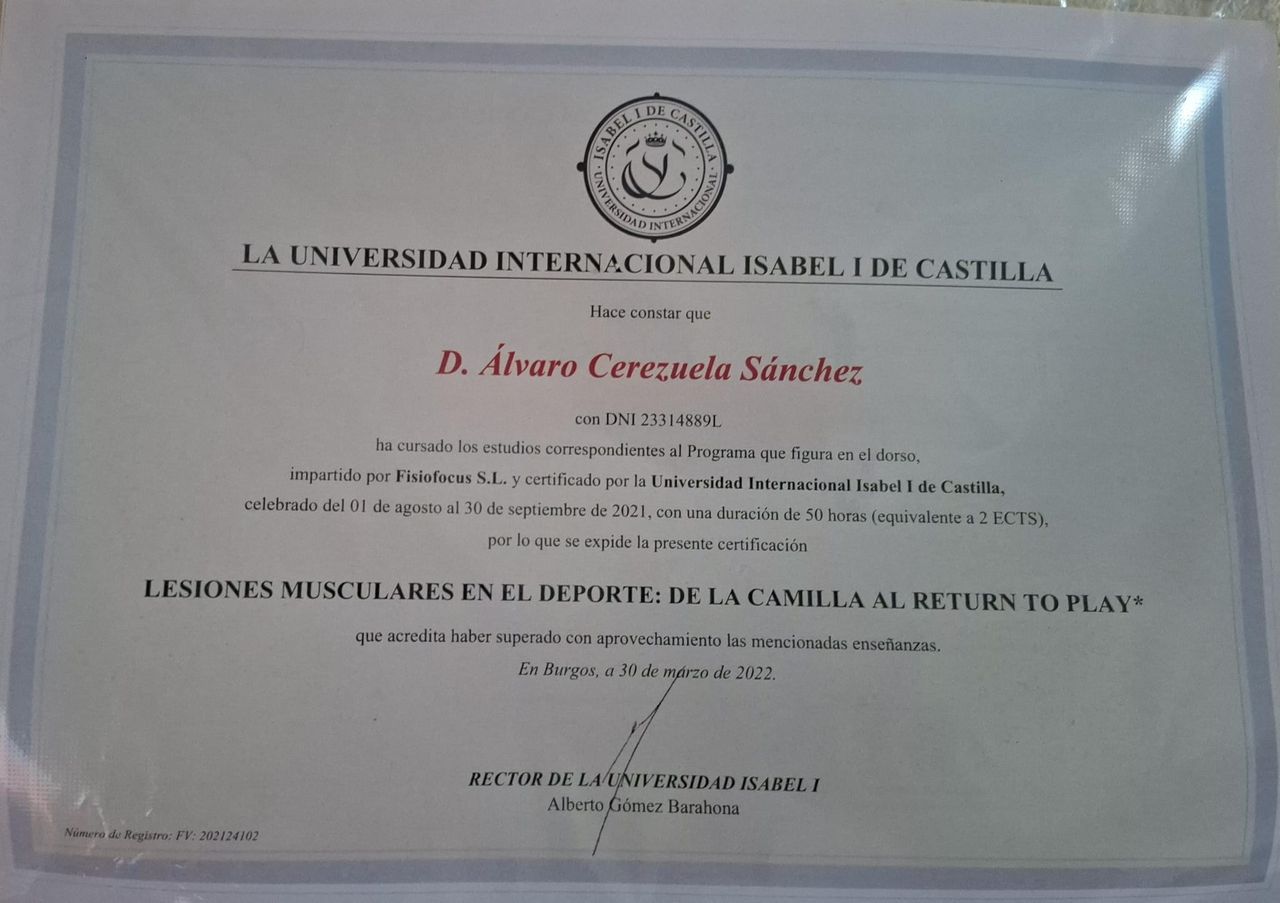 ISABEL I DE CASTILLA
UNIVERSIDAD INTERNACIONAL
LA UNIVERSIDAD INTERNACIONAL ISABEL I DE CASTILLA
Hace constar que
D. Álvaro Cerezuela Sánchez
con DNI 23314889L
ha cursado los estudios correspondientes al Programa que figura en el dorso,
impartido por Fisiofocus S.L. y certificado por la Universidad Internacional Isabel I de Castilla,
celebrado del 01 de agosto al 30 de septiembre de 2021, con una duración de 50 horas (equivalente a 2 ECTS),
por lo que se expide la presente certificación
LESIONES MUSCULARES EN EL DEPORTE: DE LA CAMILLA AL RETURN TO PLAY*
que acredita haber superado con aprovechamiento las mencionadas enseñanzas.
En Burgos, a 30 de marzo de 2022.
RECTOR DE LA UNIVERSIDAD ISABEL I
Alberto Gómez Barahona
Número de Registro: FV: 202124102